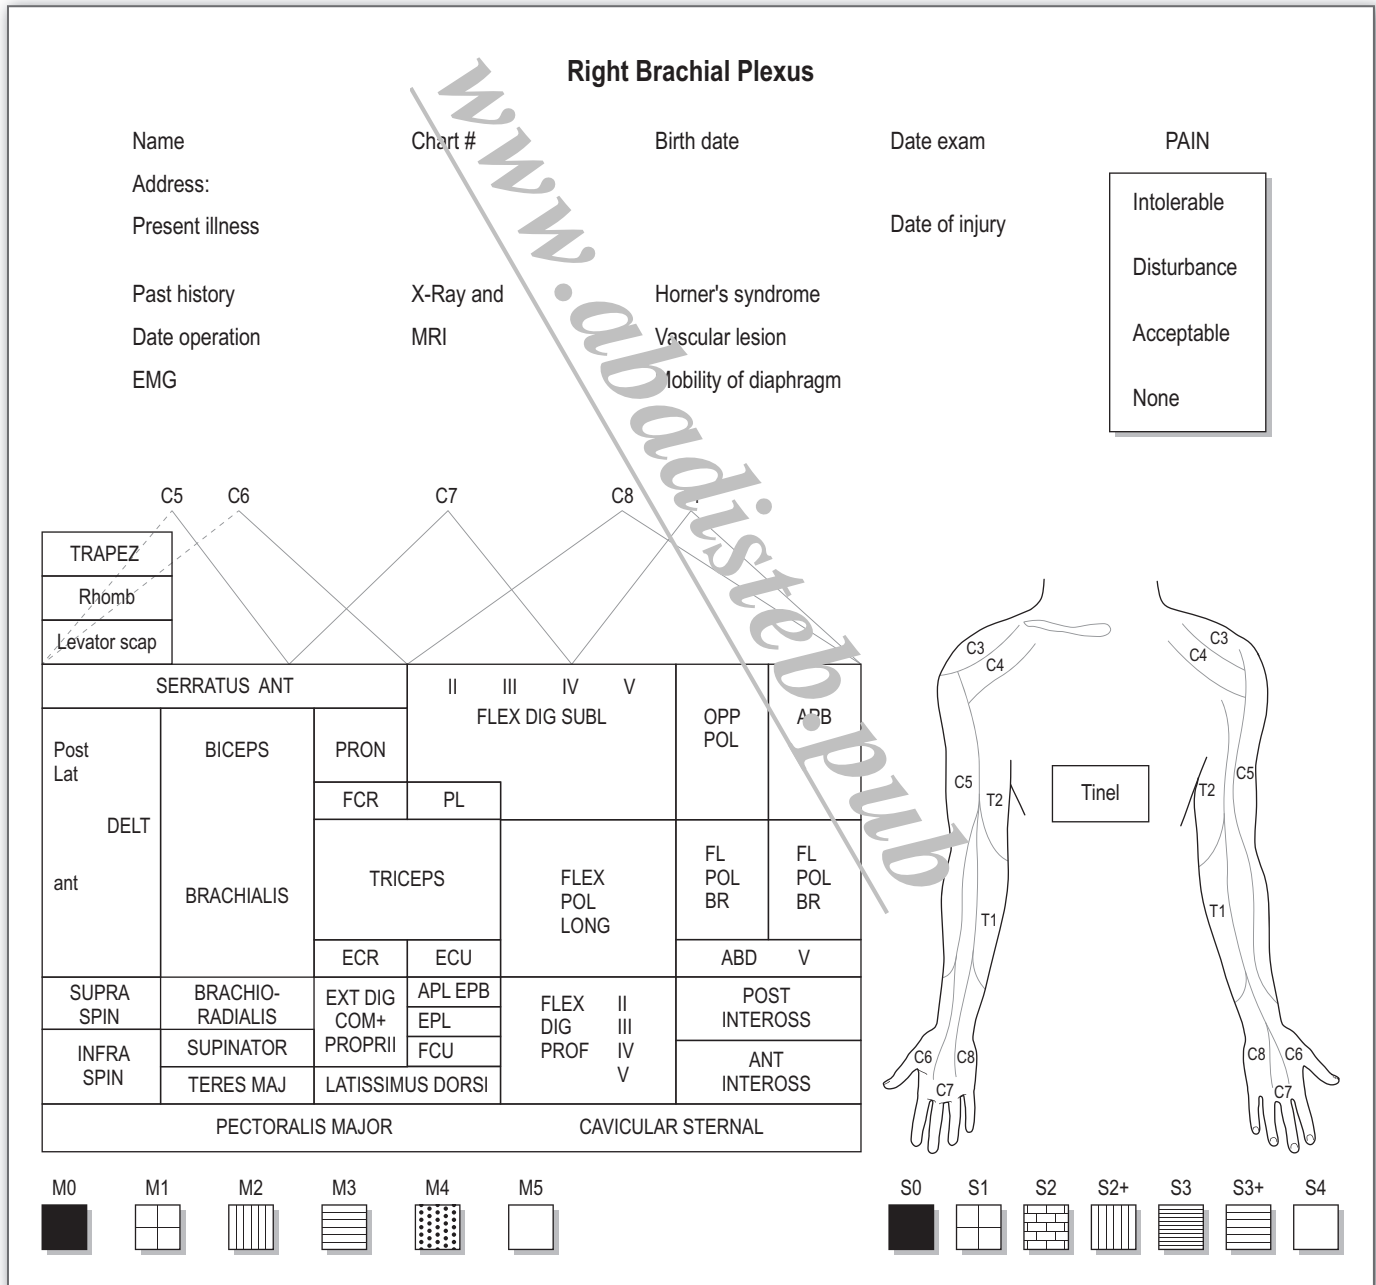 Right Brachial Plexus
Name Chart # Birth date Date exam PAIN
Address:
Present illness Date of injury
Intolerable
Disturbance
Acceptable
None
Past history X-Ray and Horner's syndrome
Date operation MRI Vascular lesion
EMG Mobility of diaphragm
www.abadisteb.pub
C5 C6 C7 C8
TRAPEZ
Rhomb
Levator scap
SERRATUS ANT
II III IV V
FLEX DIG SUBL
OPP
POL
APB
Post
Lat
DELT
ant
BICEPS
BRACHIALIS
PRON
FCR
PL
TRICEPS
FLEX
POL
LONG
FL
POL
BR
FL
POL
BR
ECR
ECU
ABD V
SUPRA
SPIN
BRACHIO-
RADIALIS
EXT DIG
COM+
PROPRII
APL EPB
EPL
FCU
FLEX II
DIG III
PROF IV
V
POST
INTEROSS
INFRA
SPIN
SUPINATOR
TERES MAJ
LATISSIMUS DORSI
ANT
INTEROSS
PECTORALIS MAJOR CAVICULAR STERNAL
C3
C4
C5
T2
T1
C6
C8
C7
Tinel
C3
C4
C5
T2
T1
C8
C6
C7
M0 M1 M2 M3 M4 M5
S0 S1 S2 S2+ S3 S3+ S4